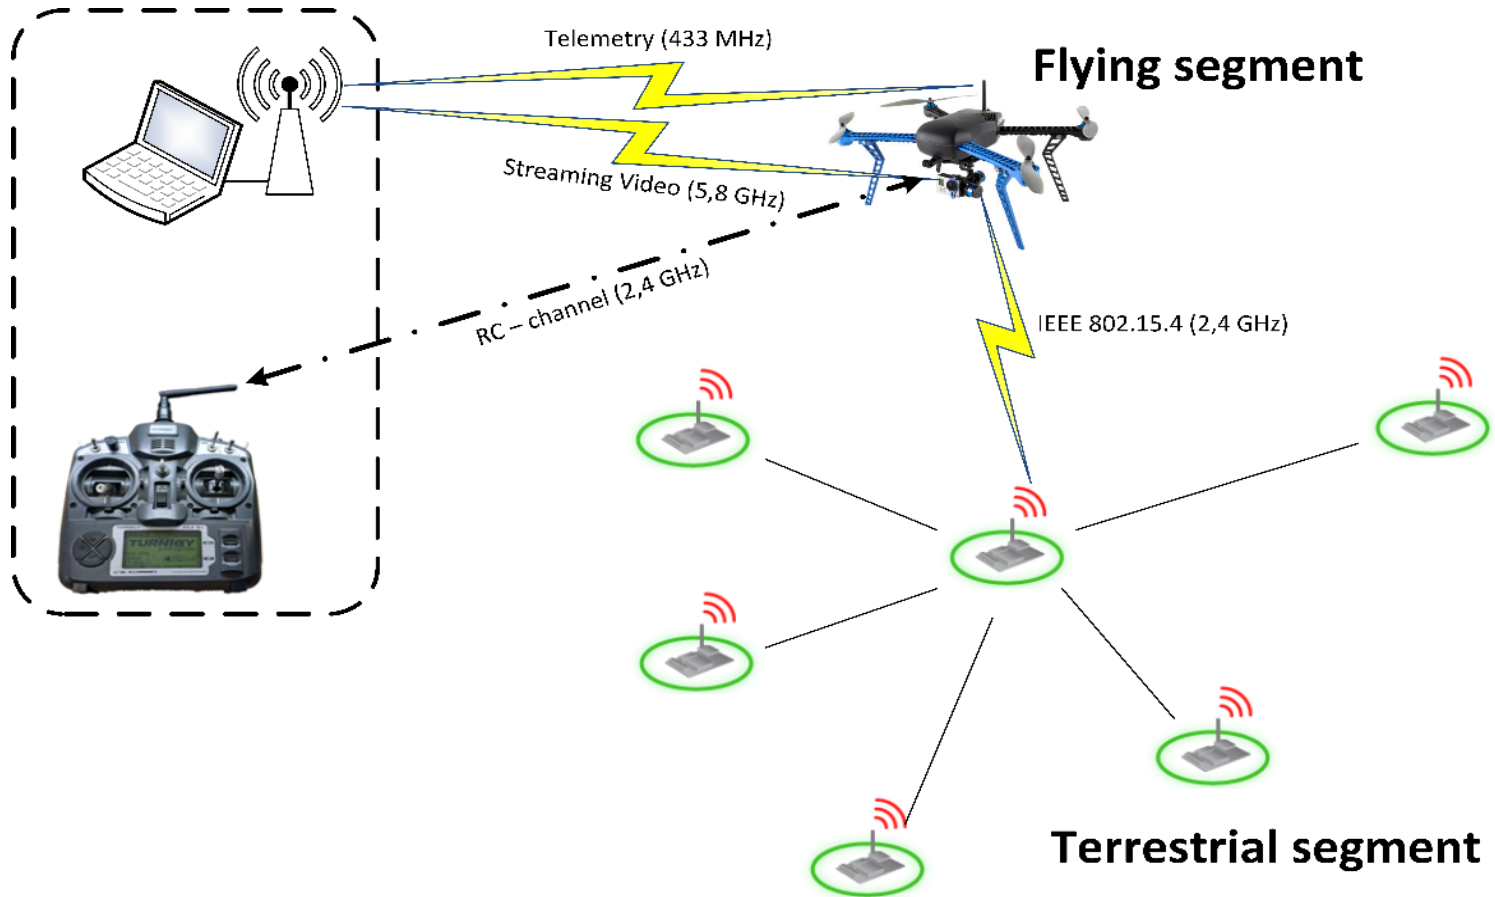 Telemetry (433 MHz)
Flying segment
Streaming Video (5,8 GHz)
RC – channel (2,4 GHz)
IEEE 802.15.4 (2,4 GHz)
TURNIGY
Terrestrial segment